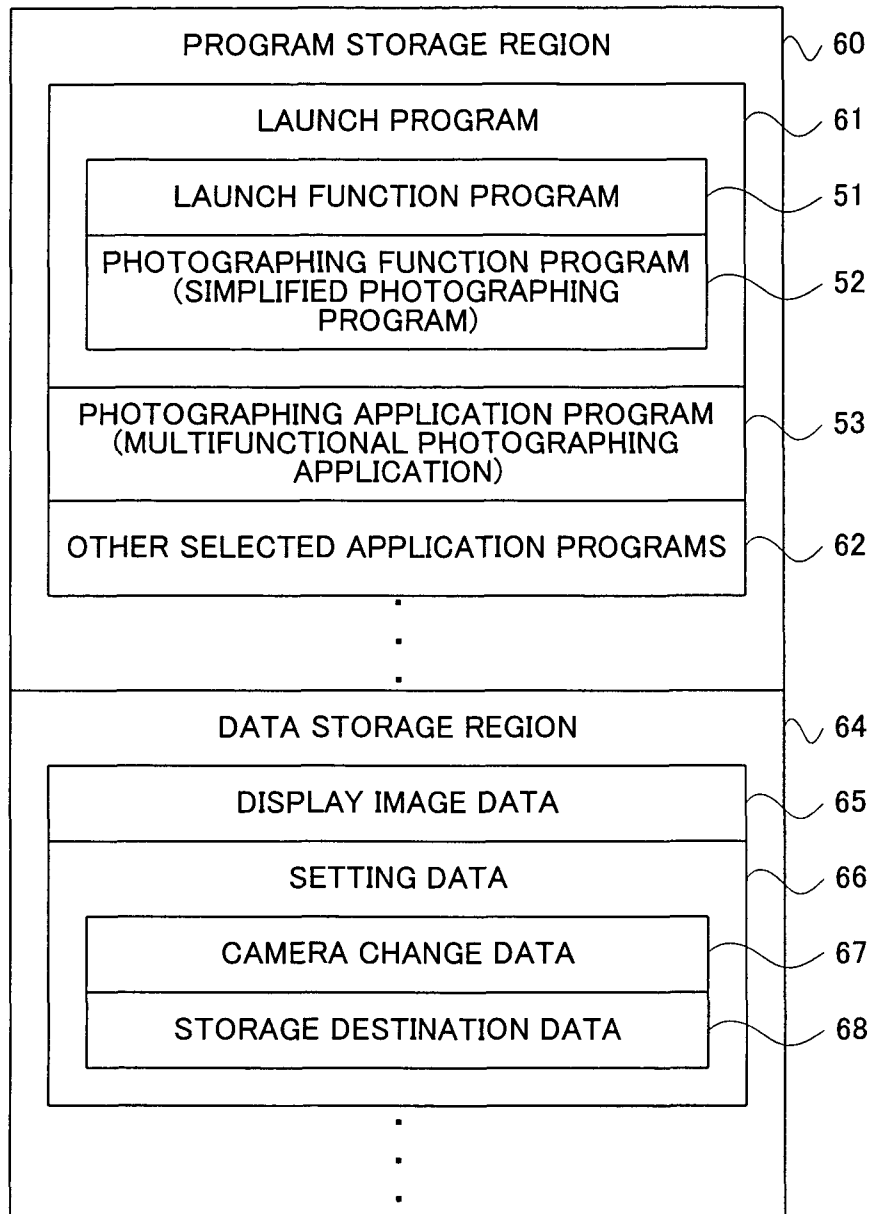 PROGRAM STORAGE REGION 60
LAUNCH PROGRAM 61
LAUNCH FUNCTION PROGRAM 51
PHOTOGRAPHING FUNCTION PROGRAM
(SIMPLIFIED PHOTOGRAPHING 52
PROGRAM)
PHOTOGRAPHING APPLICATION PROGRAM
(MULTIFUNCTIONAL PHOTOGRAPHING 53
APPLICATION)
OTHER SELECTED APPLICATION PROGRAMS 62
DATA STORAGE REGION 64
DISPLAY IMAGE DATA 65
SETTING DATA 66
CAMERA CHANGE DATA 67
STORAGE DESTINATION DATA 68